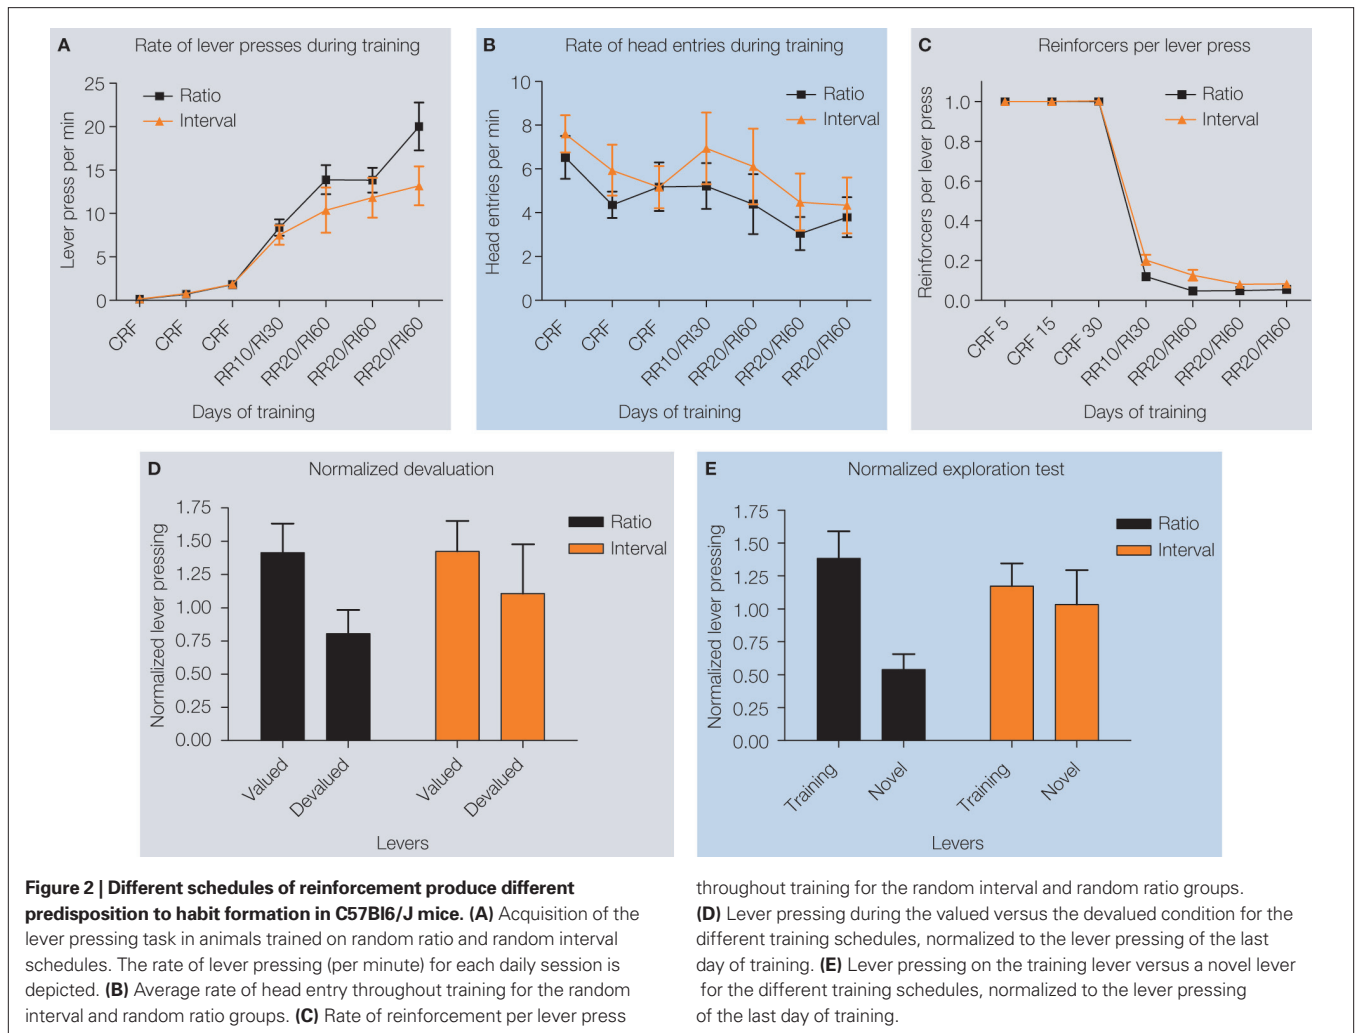 A Rate of lever presses during training
Lever press per min
25
20
15
10
5
0
Ratio
Interval
CRF
CRF
CRF
RR10/RI30
RR20/RI60
RR20/RI60
RR20/RI60
Days of training
B Rate of head entries during training
Head entries per min
10
8
6
4
2
0
Ratio
Interval
CRF
CRF
CRF
RR10/RI30
RR20/RI60
RR20/RI60
RR20/RI60
Days of training
C Reinforcers per lever press
Reinforcers per lever press
1.0
0.8
0.6
0.4
0.2
0.0
Ratio
Interval
CRF 5
CRF 15
CRF 30
RR10/RI30
RR20/RI60
RR20/RI60
RR20/RI60
Days of training
D Normalized devaluation
Normalized lever pressing
1.75
1.50
1.25
1.00
0.75
0.50
0.25
0.00
Ratio
Interval
Valued
Devalued
Valued
Devalued
Levers
E Normalized exploration test
Normalized lever pressing
1.75
1.50
1.25
1.00
0.75
0.50
0.25
0.00
Ratio
Interval
Training
Novel
Training
Novel
Levers
Figure 2 | Different schedules of reinforcement produce different
predisposition to habit formation in C57Bl6/J mice. (A) Acquisition of the
lever pressing task in animals trained on random ratio and random interval
schedules. The rate of lever pressing (per minute) for each daily session is
depicted. (B) Average rate of head entry throughout training for the random
interval and random ratio groups. (C) Rate of reinforcement per lever press
throughout training for the random interval and random ratio groups.
(D) Lever pressing during the valued versus the devalued condition for the
different training schedules, normalized to the lever pressing of the last
day of training. (E) Lever pressing on the training lever versus a novel lever
for the different training schedules, normalized to the lever pressing
of the last day of training.